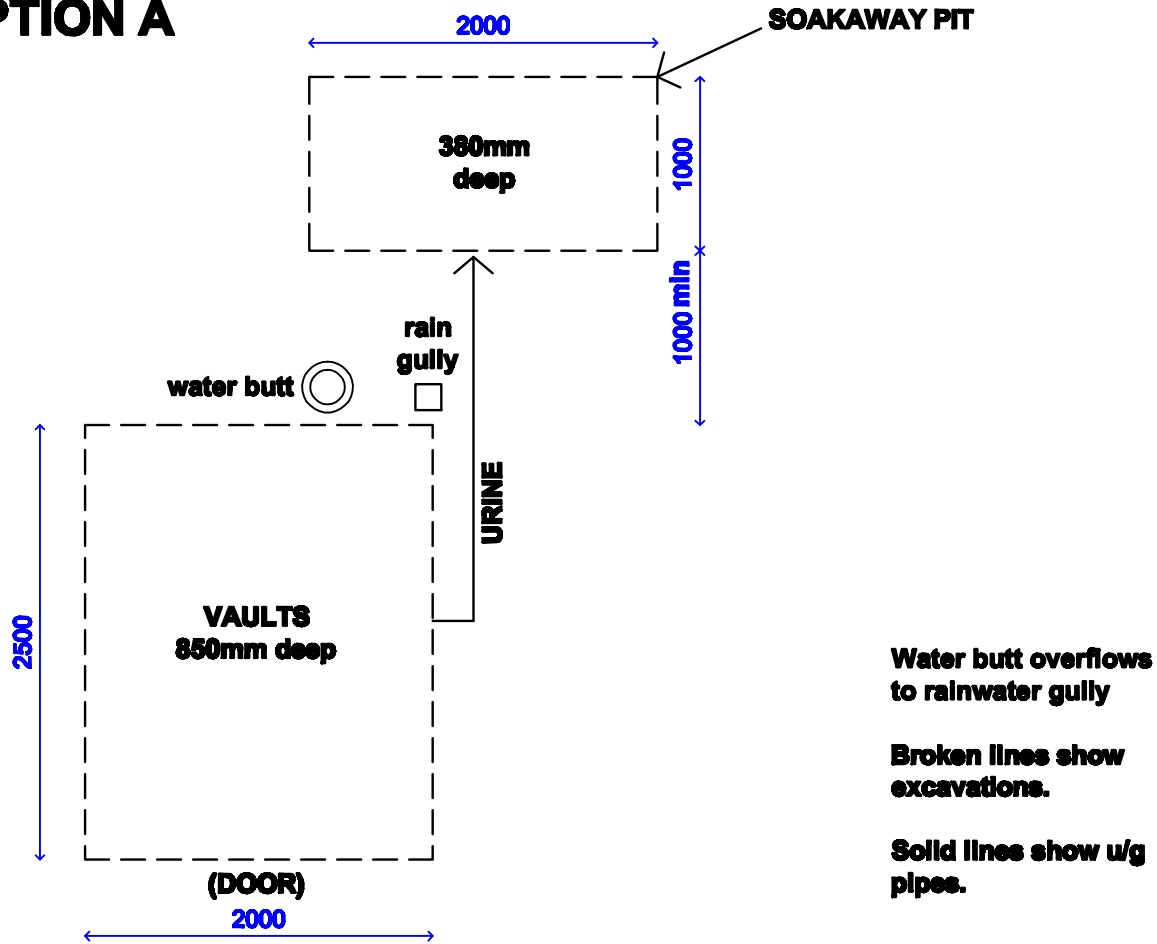 PTION A
2000
SOAKAWAY PIT
380mm
deep
1000
1000 min
rain
gully
water butt
URINE
VAULTS
850mm deep
2500
(DOOR)
2000
Water butt overflows
to rainwater gully
Broken lines show
excavations.
Solid lines show u/g
pipes.